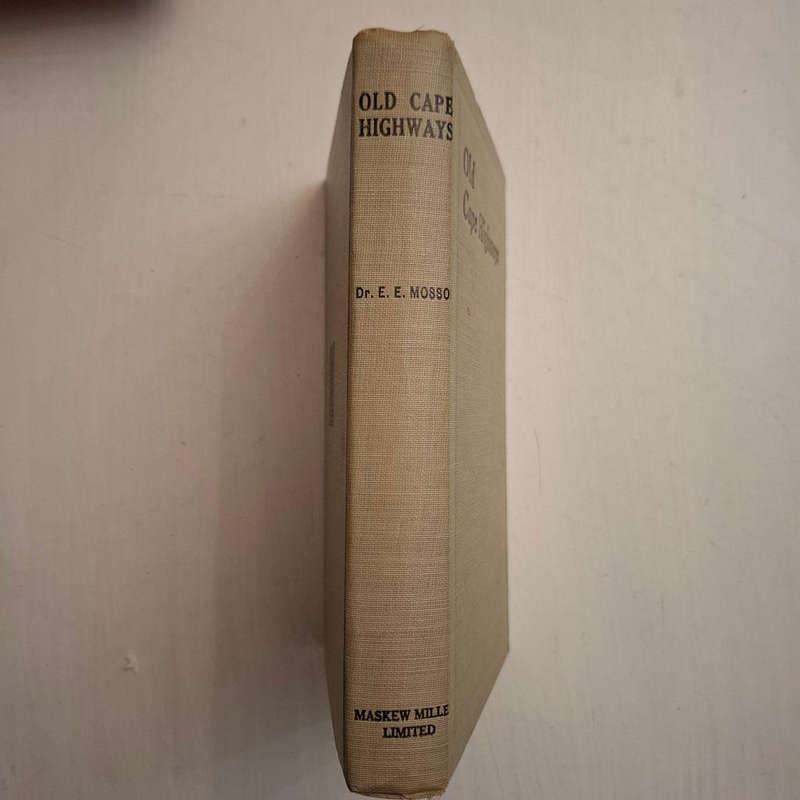 OLD CAPE
HIGHWAYS
Dr. E. E. MOSSO
MASKEW MILLE
LIMITED
Old
Cape Highways